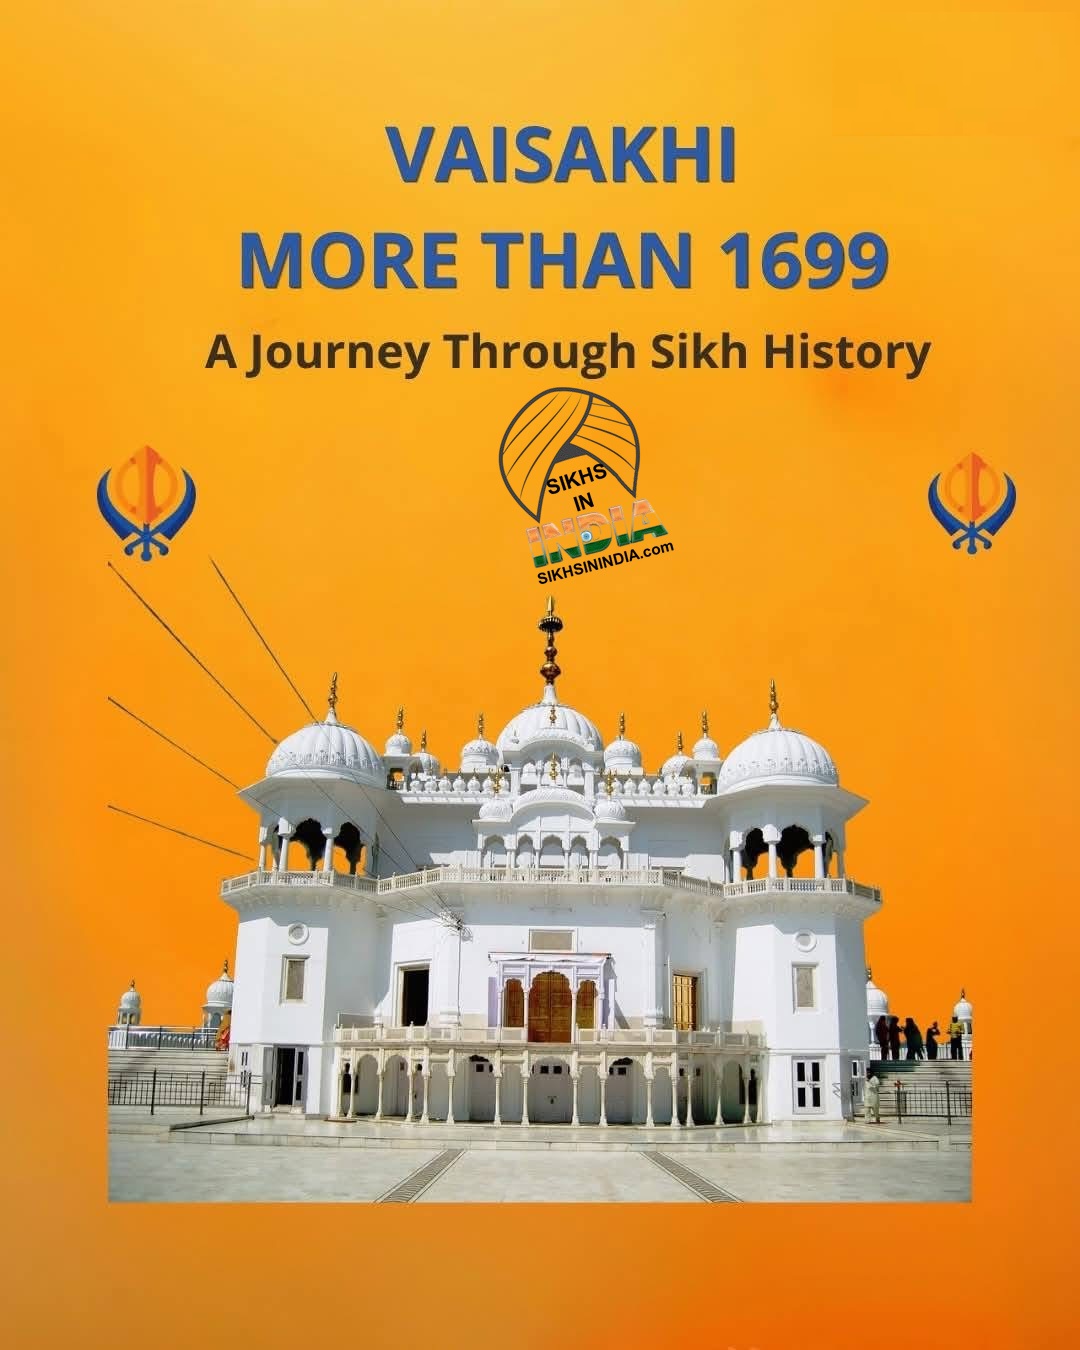 VAISAKHI
MORE THAN 1699
A Journey Through Sikh History
SIKHS
IN
INDIA
SIKHSININDIA.com